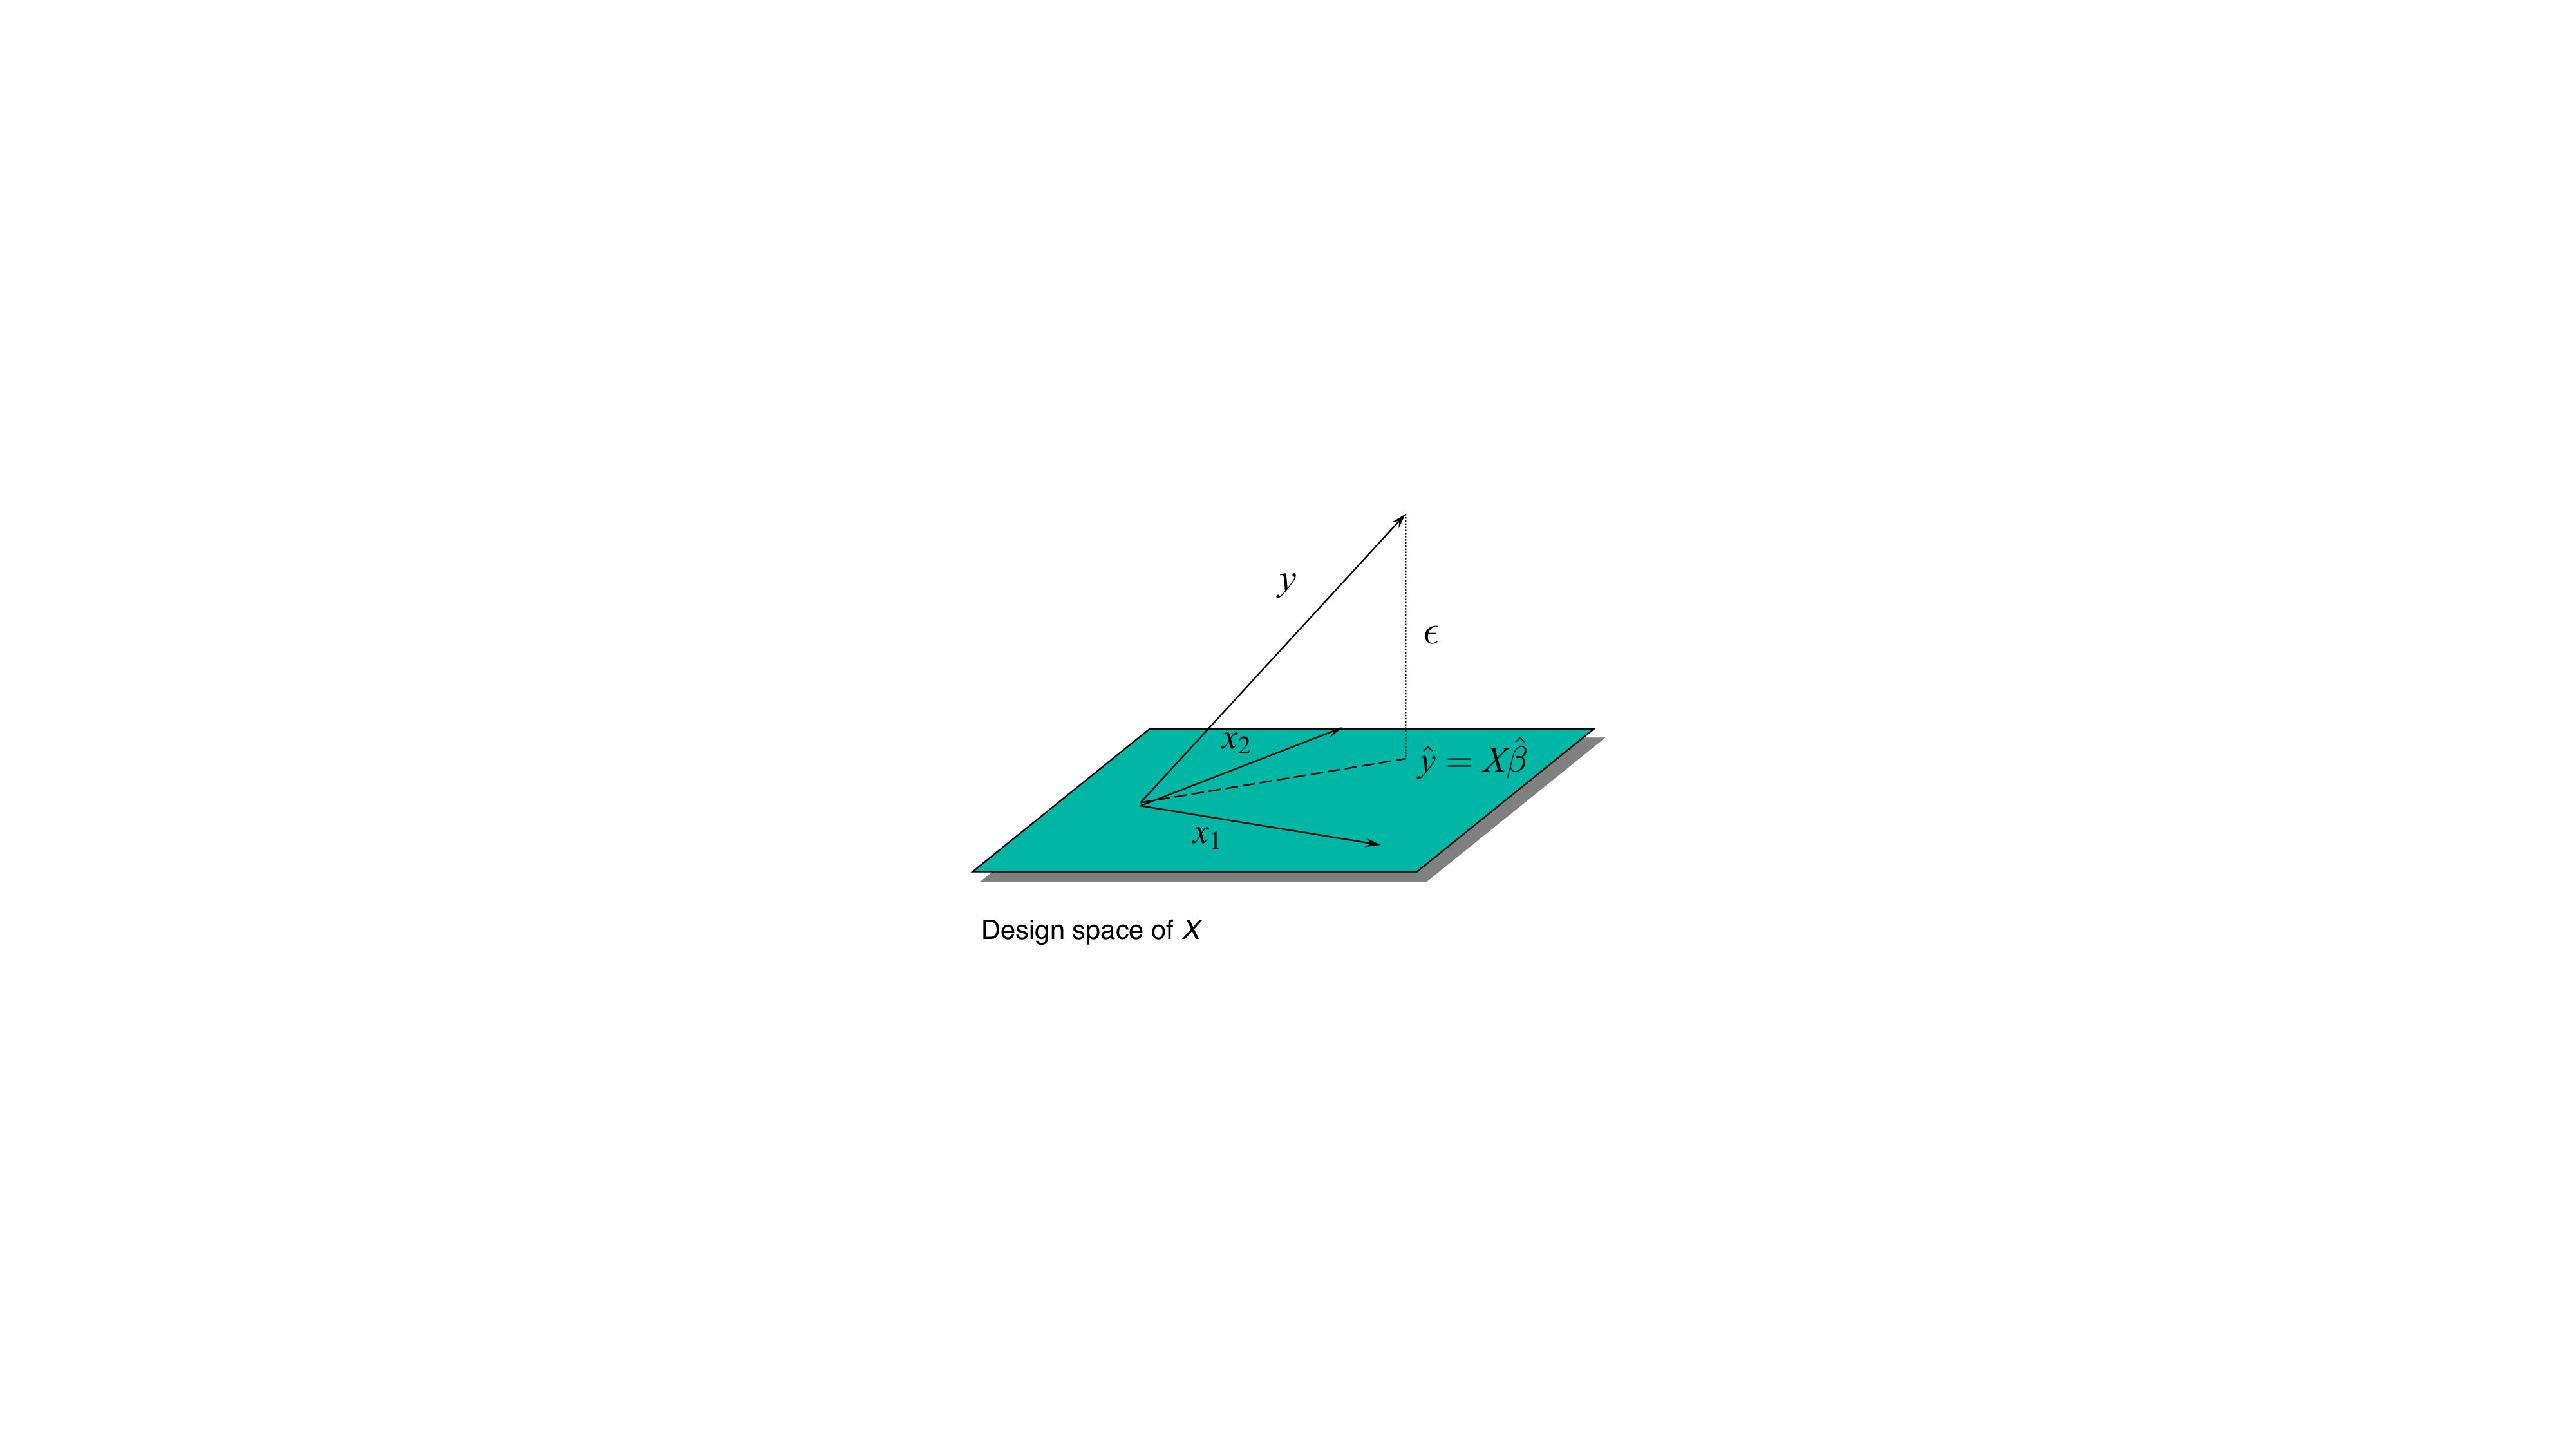 y
ϵ
x₂
ŷ = Xβ̂
x₁
Design space of X